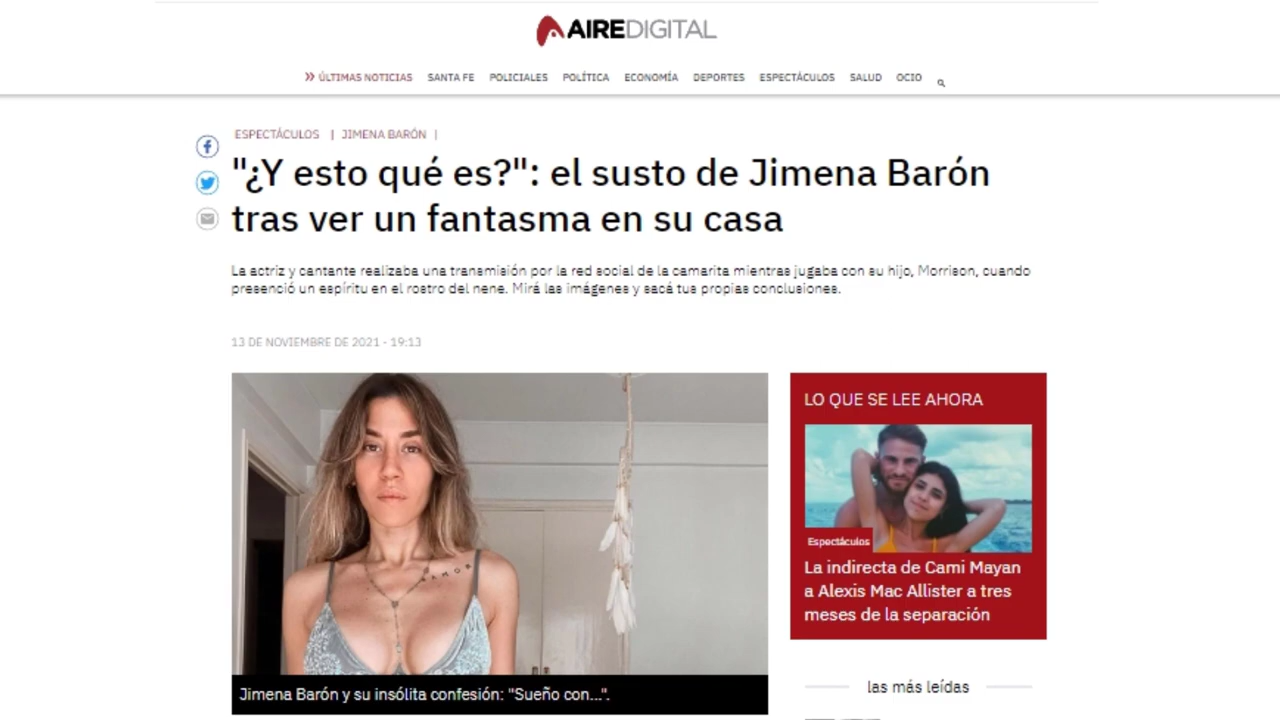 AIREDIGITAL
ÚLTIMAS NOTICIAS SANTA FE POLICIALES POLÍTICA ECONOMÍA DEPORTES ESPECTÁCULOS SALUD OCIO
ESPECTÁCULOS | JIMENA BARÓN |
"¿Y esto qué es?": el susto de Jimena Barón
tras ver un fantasma en su casa
La actriz y cantante realizaba una transmisión por la red social de la camarita mientras jugaba con su hijo, Morrison, cuando
presenció un espíritu en el rostro del nene. Mirá las imágenes y sacá tus propias conclusiones.
13 DE NOVIEMBRE DE 2021 - 19:13
AMOR
Jimena Barón y su insólita confesión: "Sueño con...".
LO QUE SE LEE AHORA
Espectáculos
La indirecta de Cami Mayan
a Alexis Mac Allister a tres
meses de la separación
las más leídas